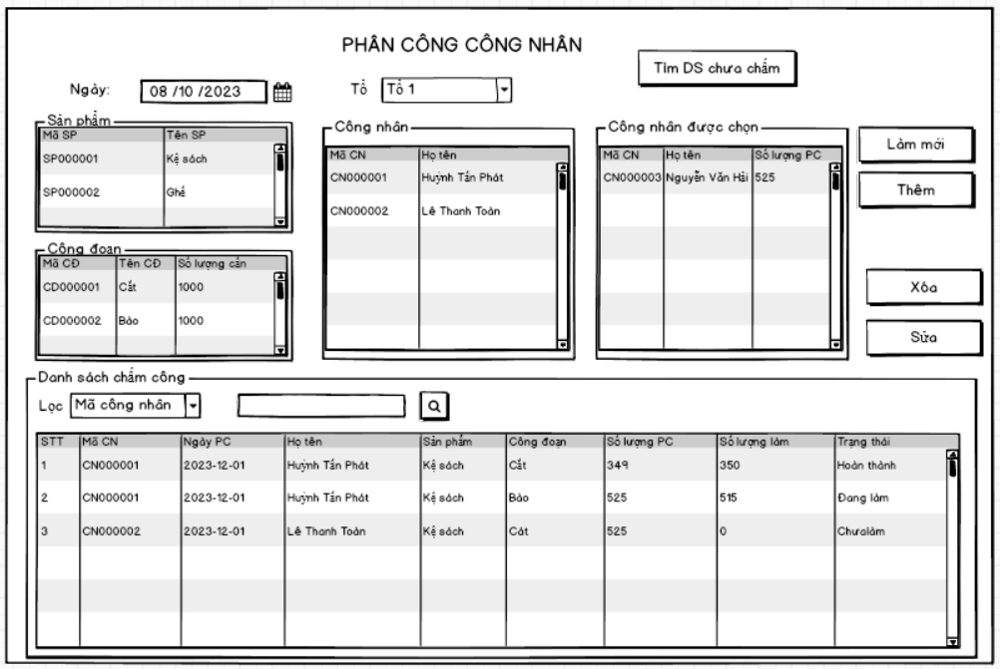 PHÂN CÔNG CÔNG NHÂN
Tìm DS chưa chấm
Ngày: 08 /10 /2023
Tổ Tổ 1
Sản phẩm
Mã SP Tên SP
SP000001 Kệ sách
SP000002 Ghế
Công đoạn
Mã CĐ Tên CĐ Số lượng cần
CD000001 Cắt 1000
CD000002 Bào 1000
Công nhân
Mã CN Họ tên
CN000001 Huỳnh Tấn Phát
CN000002 Lê Thanh Toàn
Công nhân được chọn
Mã CN Họ tên Số lượng PC
CN000003 Nguyễn Văn Hải 525
Làm mới
Thêm
Xóa
Sửa
Danh sách chấm công
Lọc Mã công nhân
STT Mã CN Ngày PC Họ tên Sản phẩm Công đoạn Số lượng PC Số lượng làm Trạng thái
1 CN000001 2023-12-01 Huỳnh Tấn Phát Kệ sách Cắt 349 350 Hoàn thành
2 CN000001 2023-12-01 Huỳnh Tấn Phát Kệ sách Bào 525 515 Đang làm
3 CN000002 2023-12-01 Lê Thanh Toàn Kệ sách Cát 525 0 Chưalàm